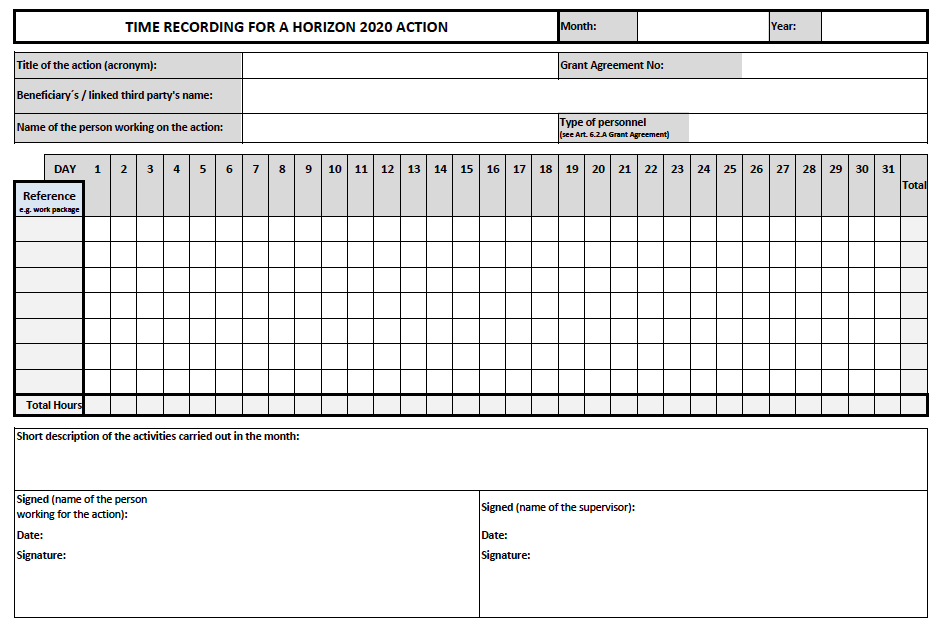 TIME RECORDING FOR A HORIZON 2020 ACTION Month: Year:
Title of the action (acronym): Grant Agreement No:
Beneficiary´s / linked third party's name:
Name of the person working on the action: Type of personnel
(see Art. 6.2.A Grant Agreement)
DAY 1 2 3 4 5 6 7 8 9 10 11 12 13 14 15 16 17 18 19 20 21 22 23 24 25 26 27 28 29 30 31
Total
Reference
e.g. work package
Total Hours
Short description of the activities carried out in the month:
Signed (name of the person
working for the action):
Date:
Signature:
Signed (name of the supervisor):
Date:
Signature: